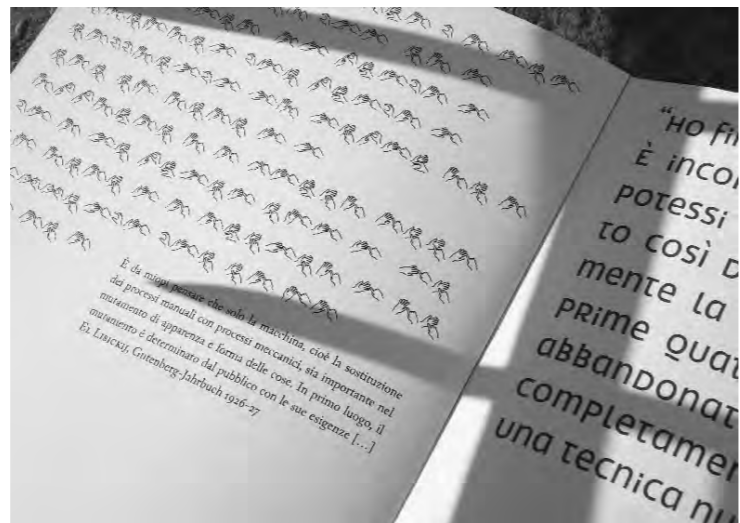 È da miopi pensare che solo la macchina, cioè la sostituzione
dei processi manuali con processi meccanici, sia importante nel
mutamento di apparenza e forma delle cose. In primo luogo, il
mutamento è determinato dal pubblico con le sue esigenze [...]
El Lisickij, Gutenberg-Jahrbuch 1926-27
“Ho fi
È inco
potessi
to così D
mente la
PRime Quat
aBBanDonat
completamen
una tecnica nu